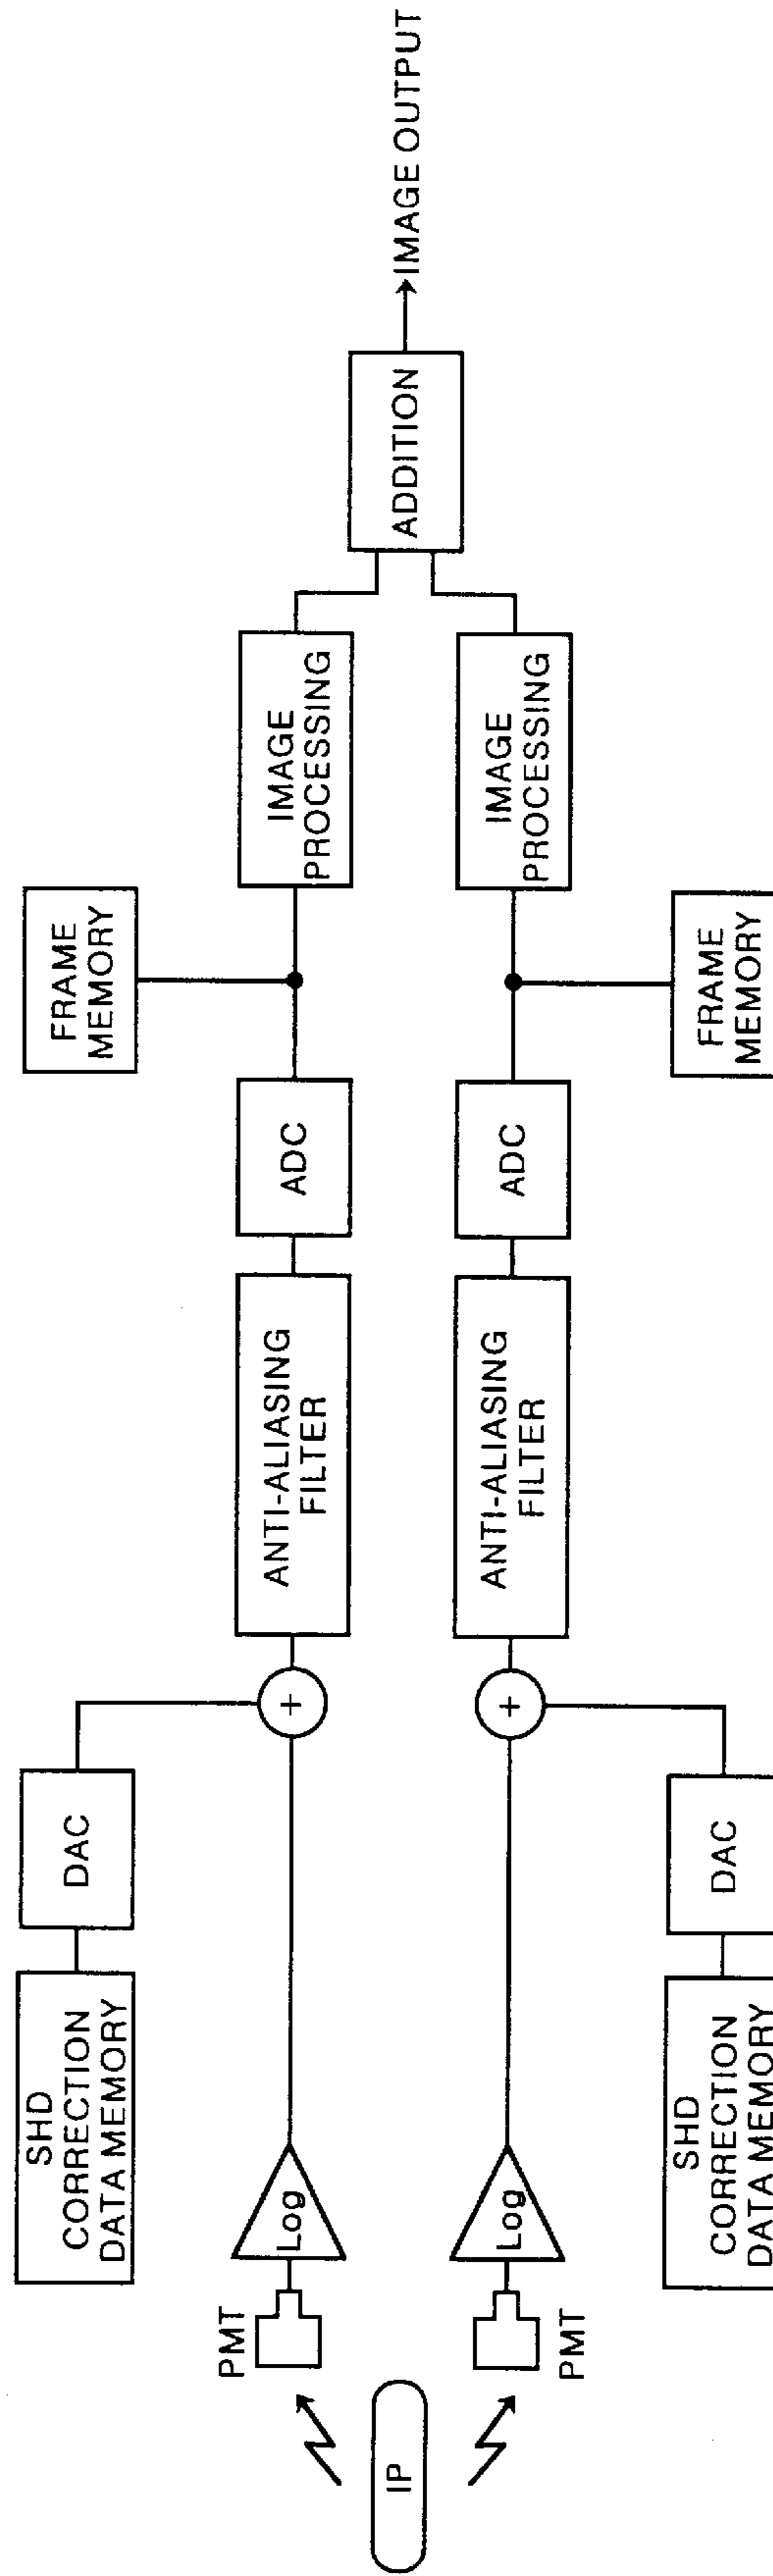 SHD
CORRECTION
DATA MEMORY
DAC
FRAME
MEMORY
PMT
Log
+
ANTI-ALIASING
FILTER
ADC
IMAGE
PROCESSING
IP
ADDITION
IMAGE OUTPUT
PMT
Log
+
ANTI-ALIASING
FILTER
ADC
IMAGE
PROCESSING
SHD
CORRECTION
DATA MEMORY
DAC
FRAME
MEMORY